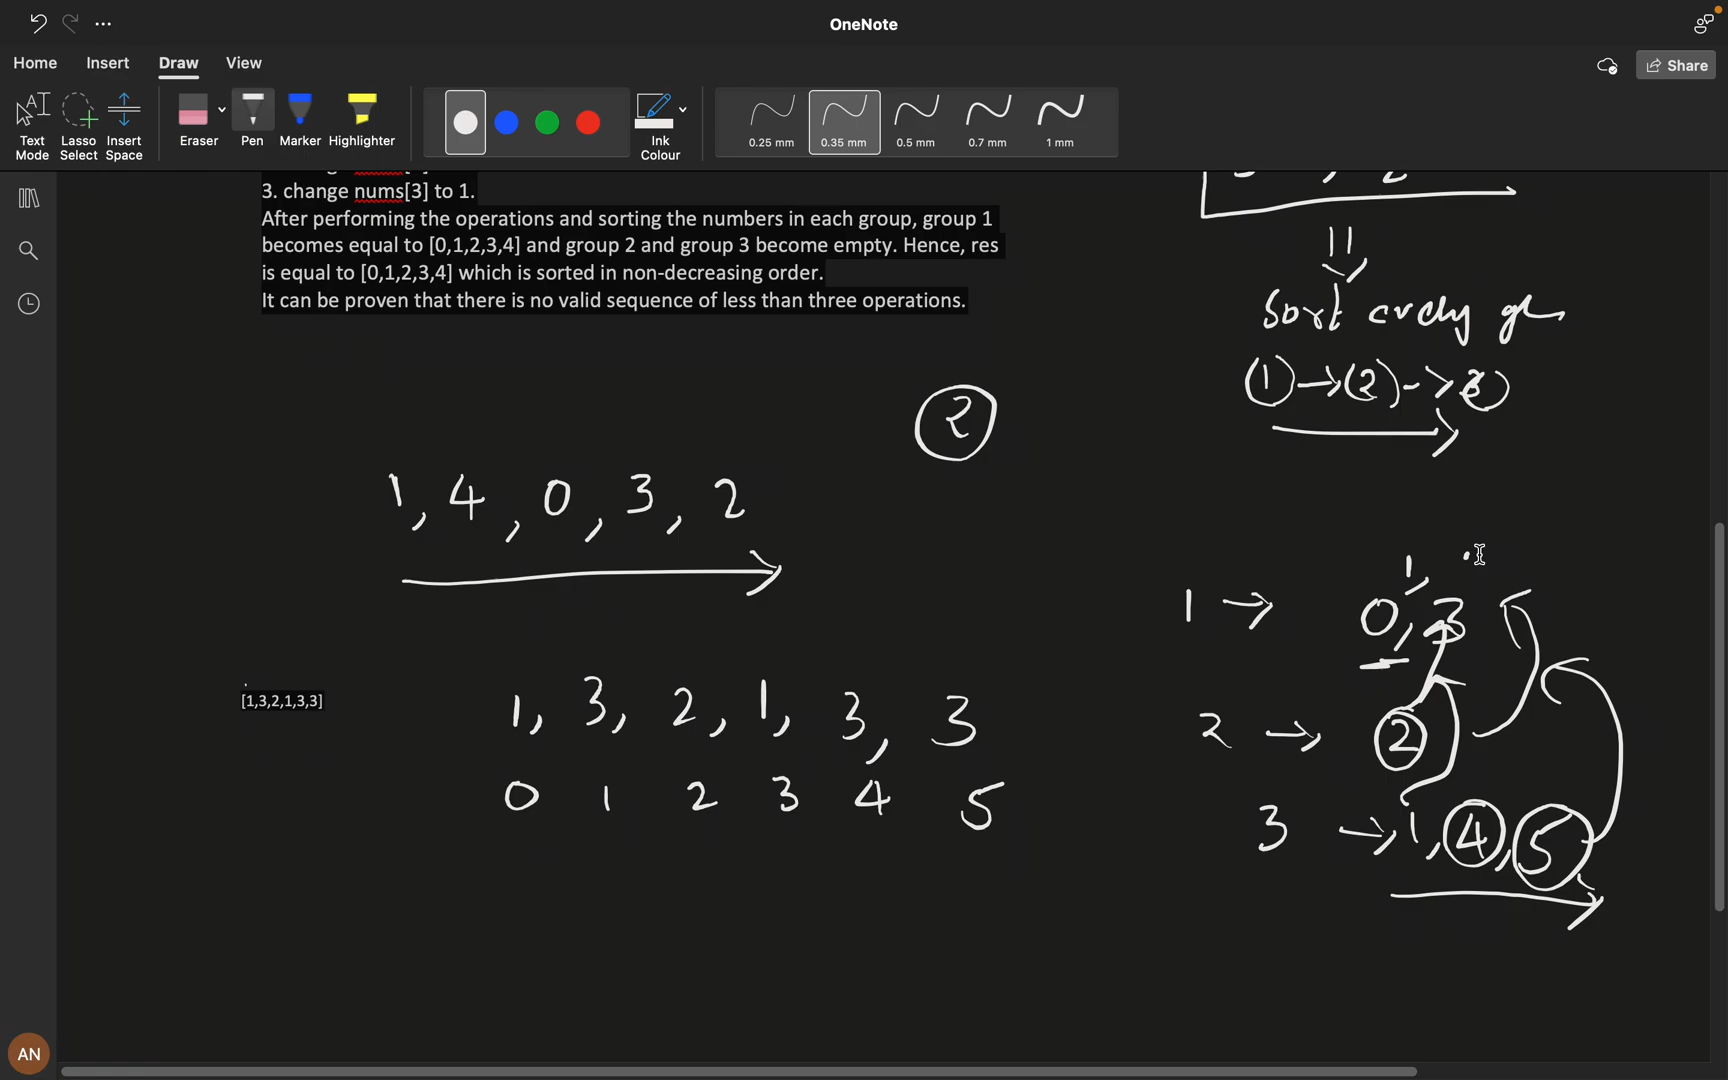 OneNote
Home Insert Draw View
Share
Text Mode
Lasso Select
Insert Space
Eraser
Pen
Marker
Highlighter
Ink Colour
0.25 mm
0.35 mm
0.5 mm
0.7 mm
1 mm
3. change nums[3] to 1.
After performing the operations and sorting the numbers in each group, group 1
becomes equal to [0,1,2,3,4] and group 2 and group 3 become empty. Hence, res
is equal to [0,1,2,3,4] which is sorted in non-decreasing order.
It can be proven that there is no valid sequence of less than three operations.
Sort
(1) → (2) →
2
1, 4, 0, 3, 2
1,
1 → 0, 3
[1,3,2,1,3,3]
1, 3, 2, 1, 3, 3
2 → 2
0 1 2 3 4 5
3 → 1, 4, 5
AN